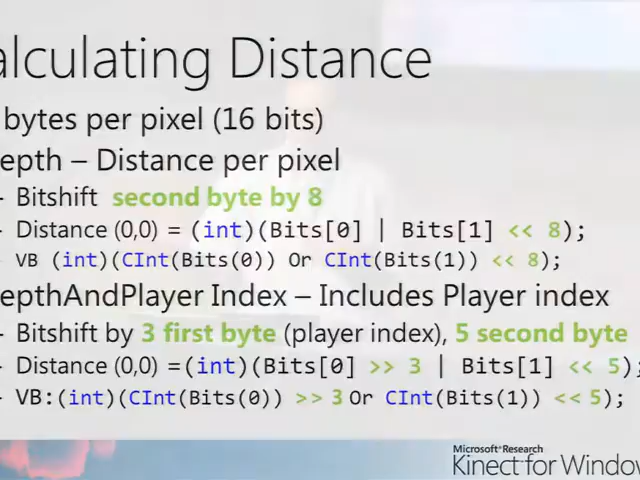 alculating Distance
bytes per pixel (16 bits)
epth – Distance per pixel
- Bitshift second byte by 8
- Distance (0,0) = (int)(Bits[0] | Bits[1] << 8);
- VB (int)(CInt(Bits(0)) Or CInt(Bits(1)) << 8);
epthAndPlayer Index – Includes Player index
- Bitshift by 3 first byte (player index), 5 second byte
- Distance (0,0) =(int)(Bits[0] >> 3 | Bits[1] << 5);
- VB:(int)(CInt(Bits(0)) >> 3 Or CInt(Bits(1)) << 5);
Microsoft® Research
Kinect for Window